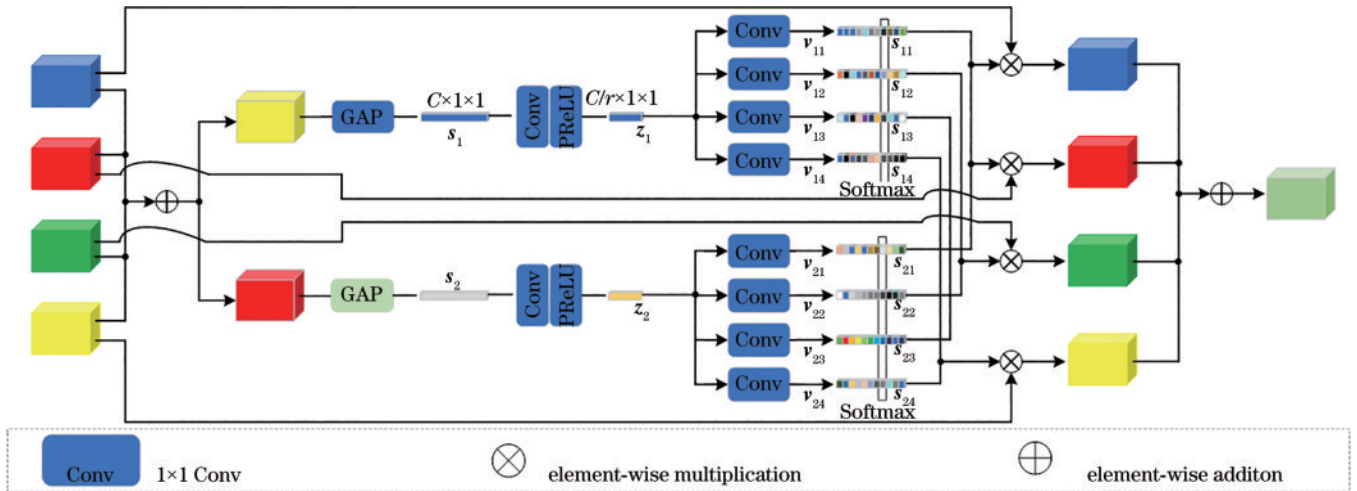 GAP
C×1×1
s₁
Conv
PReLU
C/r×1×1
z₁
Conv
v₁₁
s₁₁
Conv
v₁₂
s₁₂
Conv
v₁₃
s₁₃
Conv
v₁₄
s₁₄
Softmax
GAP
s₂
Conv
PReLU
z₂
Conv
v₂₁
s₂₁
Conv
v₂₂
s₂₂
Conv
v₂₃
s₂₃
Conv
v₂₄
s₂₄
Softmax
Conv
1×1 Conv
element-wise multiplication
element-wise additon